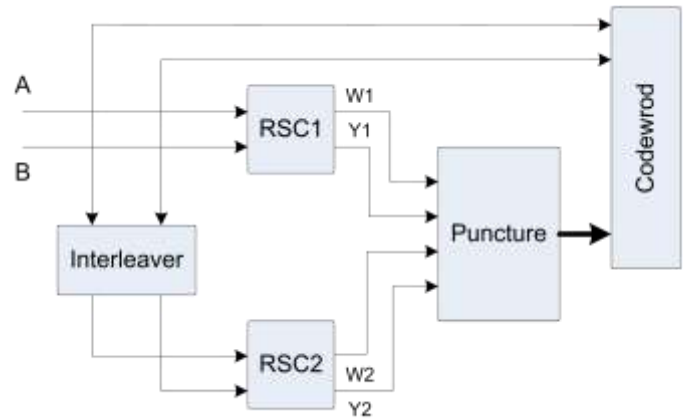 A
B
RSC1
W1
Y1
Interleaver
RSC2
W2
Y2
Puncture
Codewrod